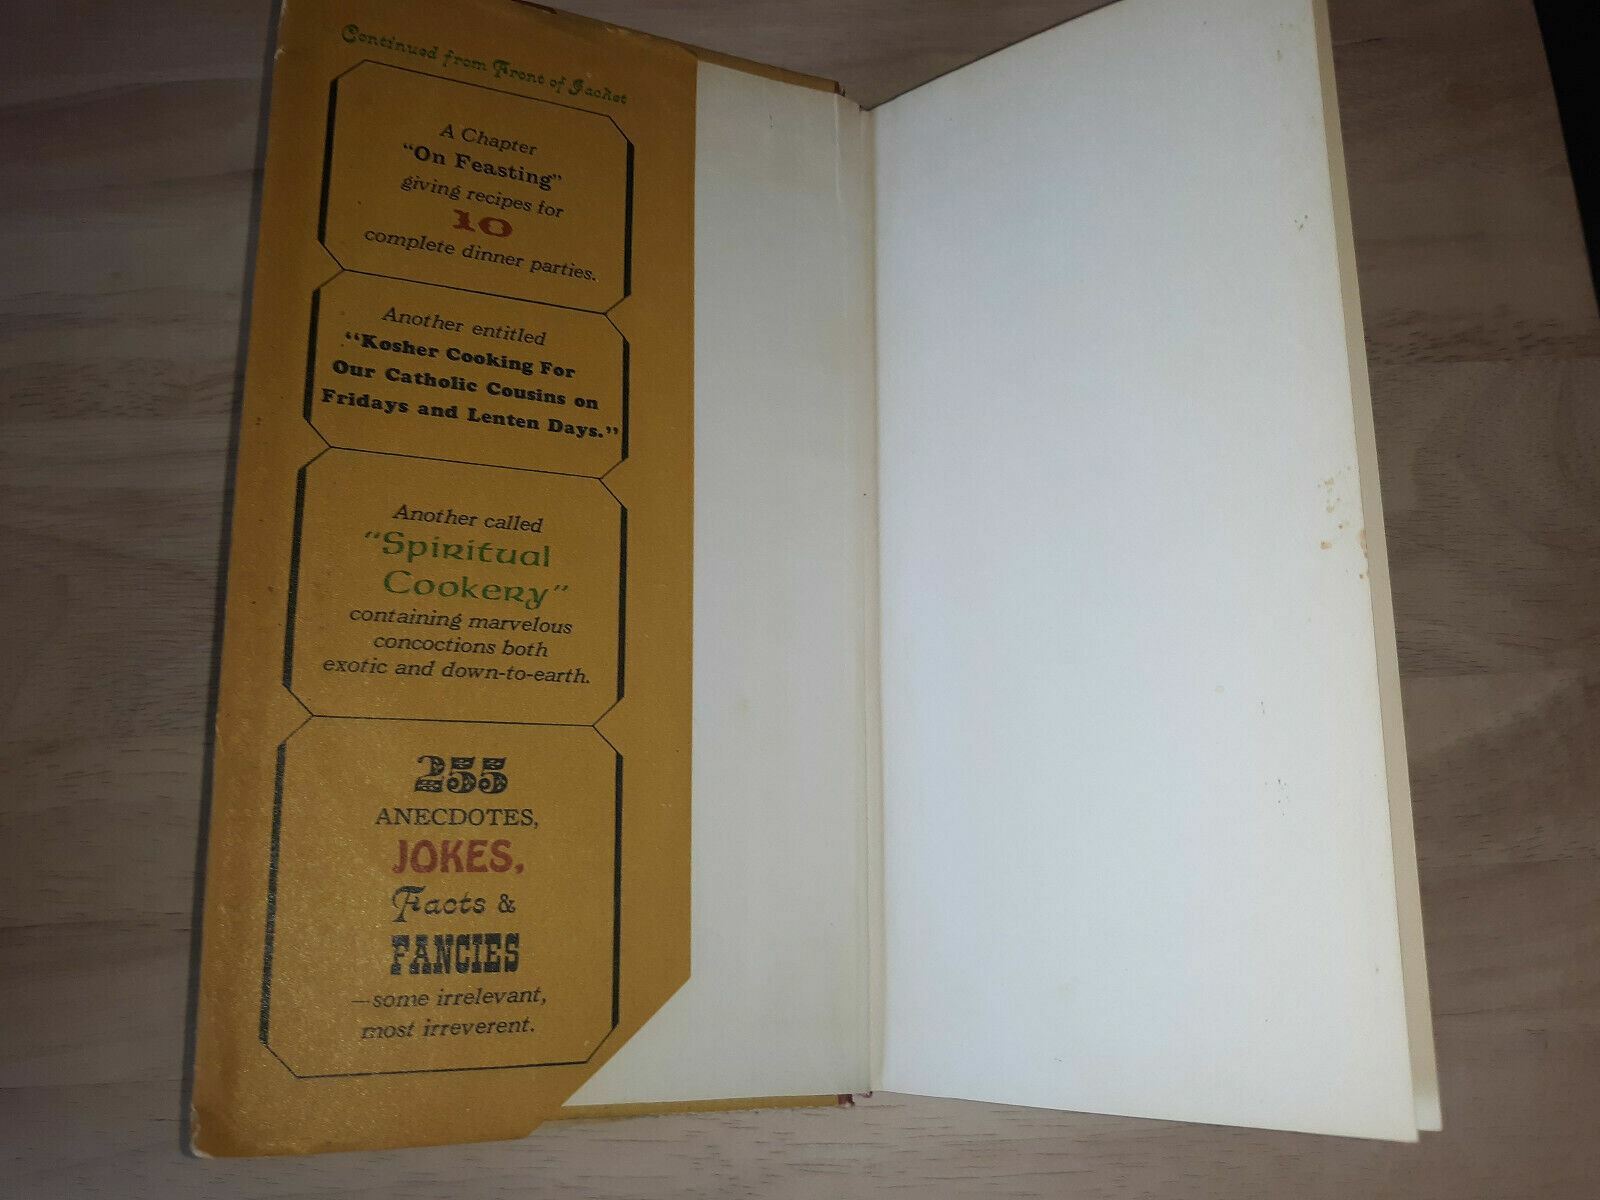 Continued from Front of Jacket
A Chapter
"On Feasting"
giving recipes for
10
complete dinner parties.
Another entitled
"Kosher Cooking For
Our Catholic Cousins on
Fridays and Lenten Days."
Another called
"Spiritual
Cookery"
containing marvelous
concoctions both
exotic and down-to-earth.
255
ANECDOTES,
JOKES,
Facts &
FANCIES
—some irrelevant,
most irreverent.